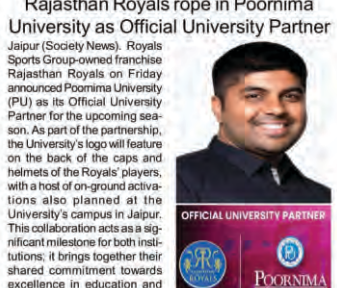 Rajasthan Royals rope in Poornima
University as Official University Partner
Jaipur (Society News). Royals
Sports Group-owned franchise
Rajasthan Royals on Friday
announced Poornima University
(PU) as its Official University
Partner for the upcoming sea-
son. As part of the partnership,
the University's logo will feature
on the back of the caps and
helmets of the Royals' players,
with a host of on-ground activa-
tions also planned at the
University's campus in Jaipur.
This collaboration acts as a sig-
nificant milestone for both insti-
tutions; it brings together their
shared commitment towards
excellence in education and
OFFICIAL UNIVERSITY PARTNER
ROYALS
POORNIMA